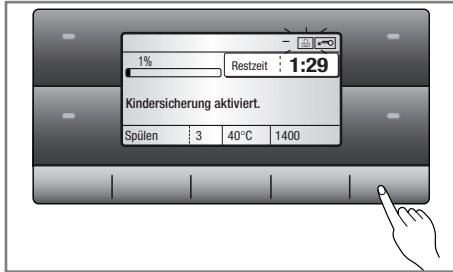 1% Restzeit 1:29
Kindersicherung aktiviert.
Spülen 3 40°C 1400